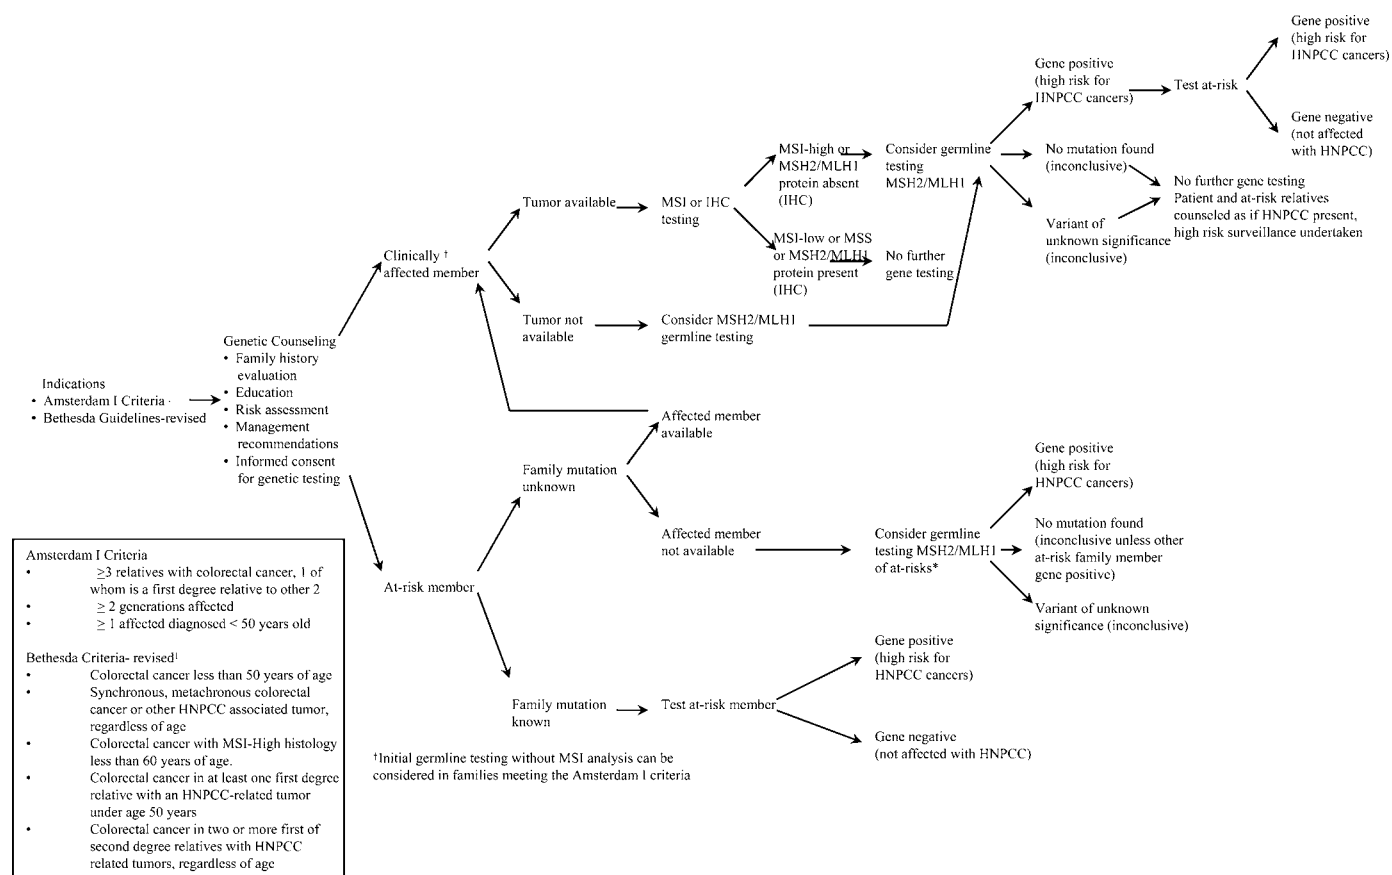 Gene positive
(high risk for
HNPCC cancers)
Gene positive
(high risk for
HNPCC cancers)
Test at-risk
Gene negative
(not affected
with HNPCC)
MSI-high or
MSH2/MLH1
protein absent
(IHC)
Consider germline
testing
MSH2/MLH1
No mutation found
(inconclusive)
No further gene testing
Patient and at-risk relatives
counseled as if HNPCC present,
high risk surveillance undertaken
Tumor available
MSI or IHC
testing
Variant of
unknown significance
(inconclusive)
MSI-low or MSS
or MSH2/MLH1
protein present
(IHC)
No further
gene testing
Clinically †
affected member
Tumor not
available
Consider MSH2/MLH1
germline testing
Genetic Counseling
• Family history
evaluation
• Education
• Risk assessment
• Management
recommendations
• Informed consent
for genetic testing
Indications
• Amsterdam I Criteria
• Bethesda Guidelines-revised
Affected member
available
Family mutation
unknown
Gene positive
(high risk for
HNPCC cancers)
Affected member
not available
Consider germline
testing MSH2/MLH1
of at-risks*
No mutation found
(inconclusive unless other
at-risk family member
gene positive)
Variant of unknown
significance (inconclusive)
At-risk member
Gene positive
(high risk for
HNPCC cancers)
Family mutation
known
Test at-risk member
Gene negative
(not affected with HNPCC)
†Initial germline testing without MSI analysis can be
considered in families meeting the Amsterdam I criteria
Amsterdam I Criteria
• ≥3 relatives with colorectal cancer, 1 of
whom is a first degree relative to other 2
• ≥ 2 generations affected
• ≥ 1 affected diagnosed < 50 years old
Bethesda Criteria- revised¹
• Colorectal cancer less than 50 years of age
• Synchronous, metachronous colorectal
cancer or other HNPCC associated tumor,
regardless of age
• Colorectal cancer with MSI-High histology
less than 60 years of age.
• Colorectal cancer in at least one first degree
relative with an HNPCC-related tumor
under age 50 years
• Colorectal cancer in two or more first of
second degree relatives with HNPCC
related tumors, regardless of age